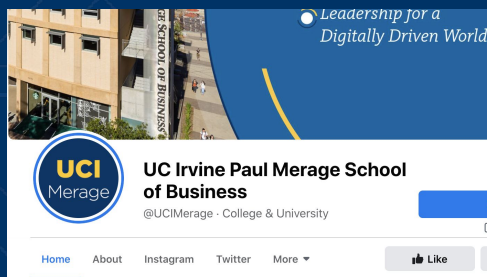 Leadership for a
Digitally Driven World
GE SCHOOL OF BUSINESS
UCI
Merage
UC Irvine Paul Merage School
of Business
@UCIMerage · College & University
Home About Instagram Twitter More
Like